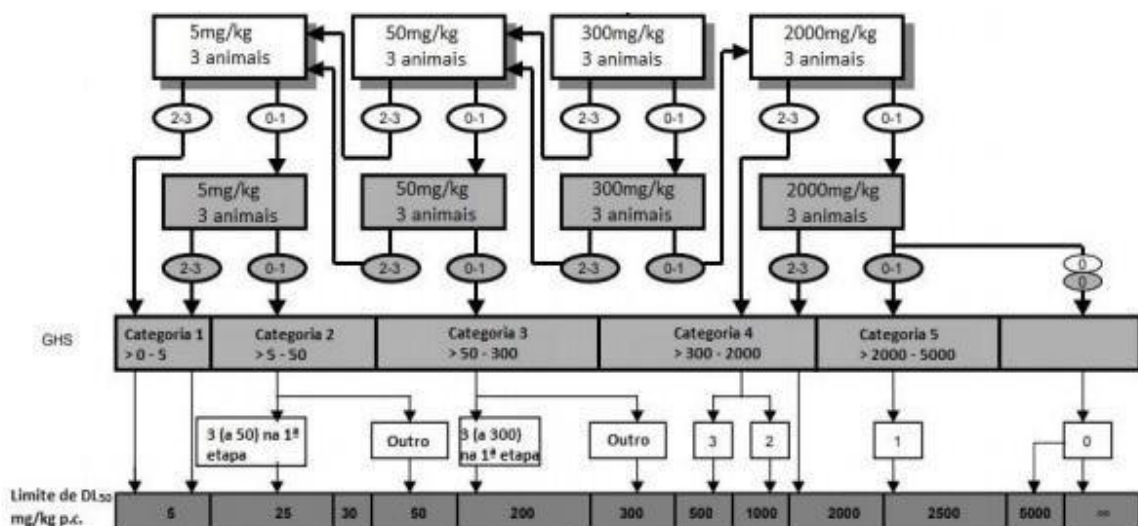 5mg/kg
3 animais
50mg/kg
3 animais
300mg/kg
3 animais
2000mg/kg
3 animais
2-3
0-1
2-3
0-1
2-3
0-1
2-3
0-1
5mg/kg
3 animais
50mg/kg
3 animais
300mg/kg
3 animais
2000mg/kg
3 animais
2-3
0-1
2-3
0-1
2-3
0-1
2-3
0-1
0
0
GHS
Categoria 1
> 0 - 5
Categoria 2
> 5 - 50
Categoria 3
> 50 - 300
Categoria 4
> 300 - 2000
Categoria 5
> 2000 - 5000
3 (a 50) na 1ª
etapa
Outro
3 (a 300)
na 1ª etapa
Outro
3
2
1
0
Limite de DL50
mg/kg p.c.
5
25
30
50
200
300
500
1000
2000
2500
5000
∞